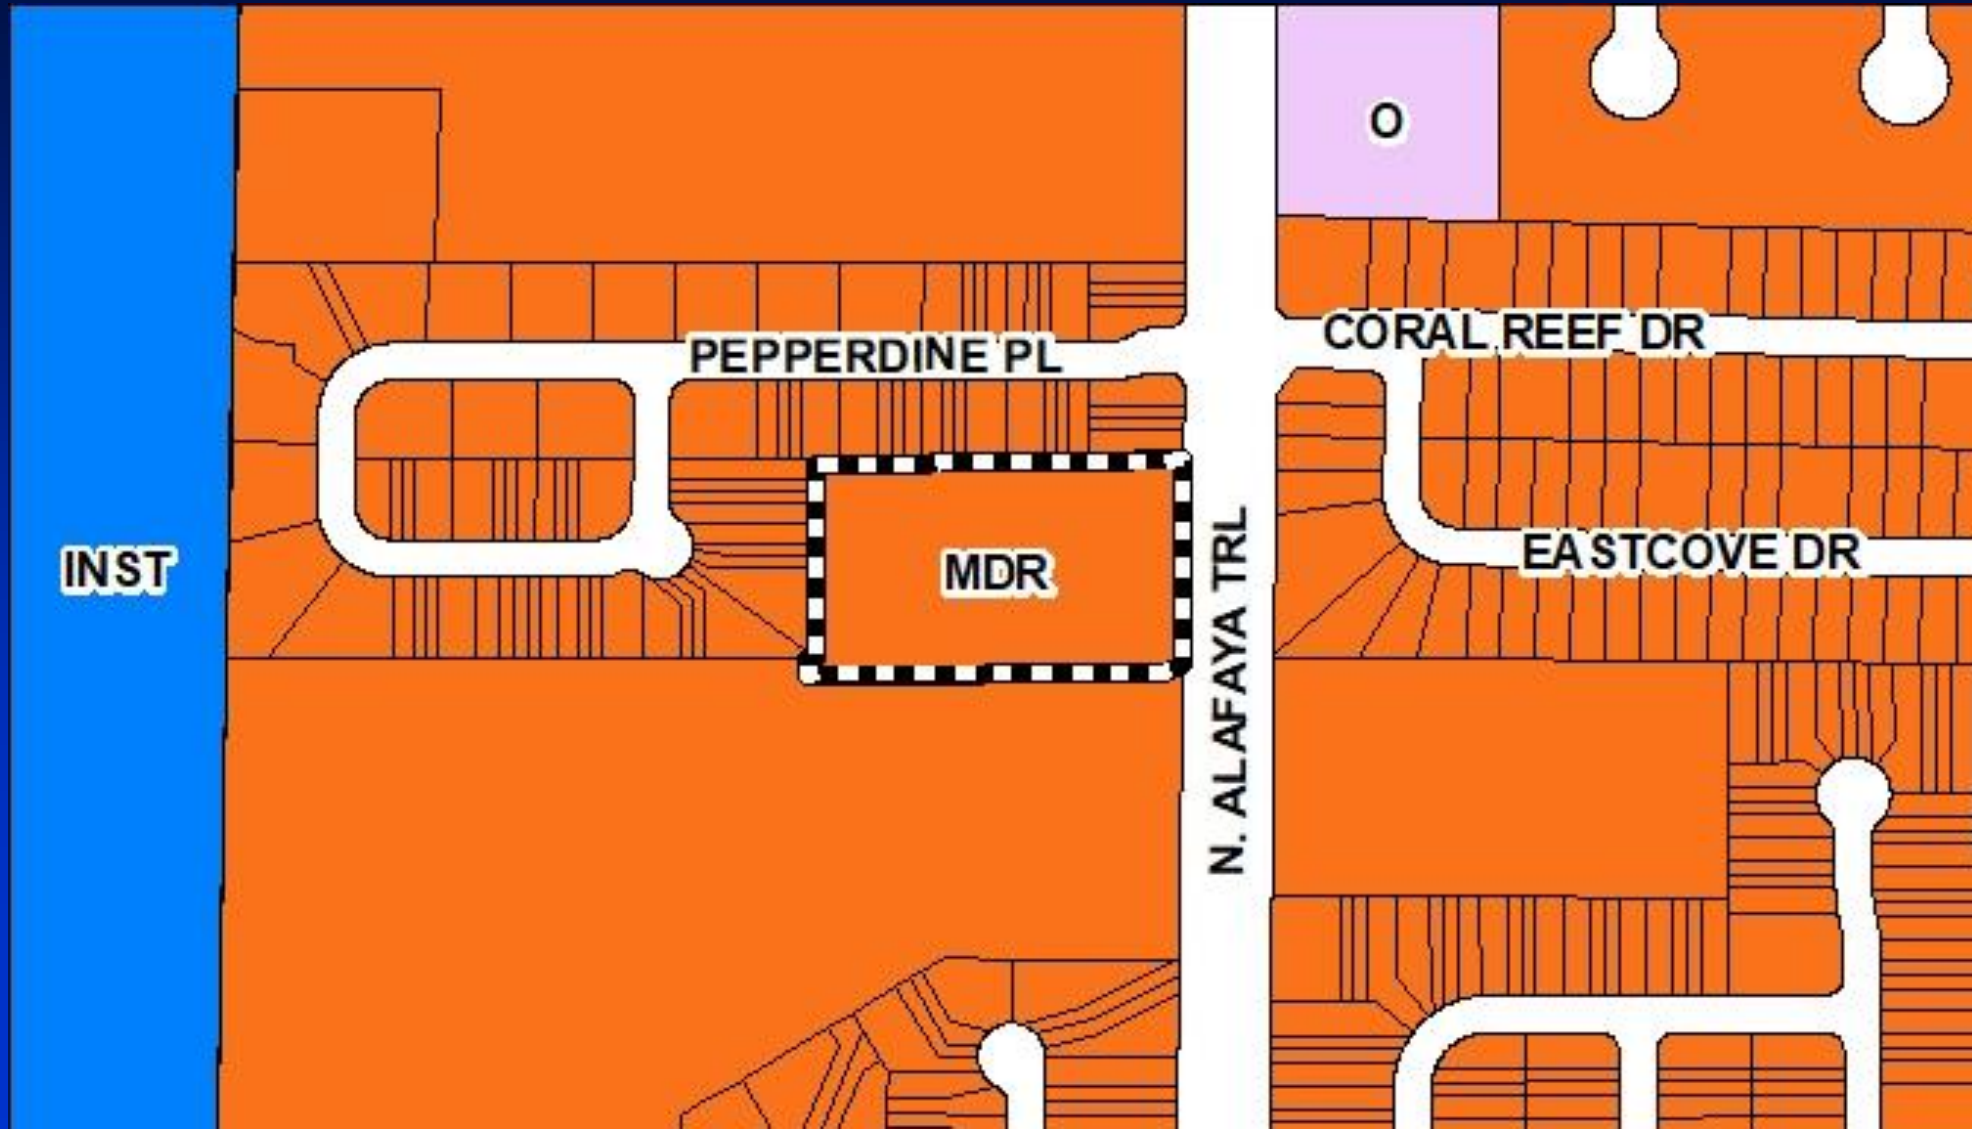 O
CORAL REEF DR
PEPPERDINE PL
EASTCOVE DR
INST
MDR
N. ALAFAYA TRL